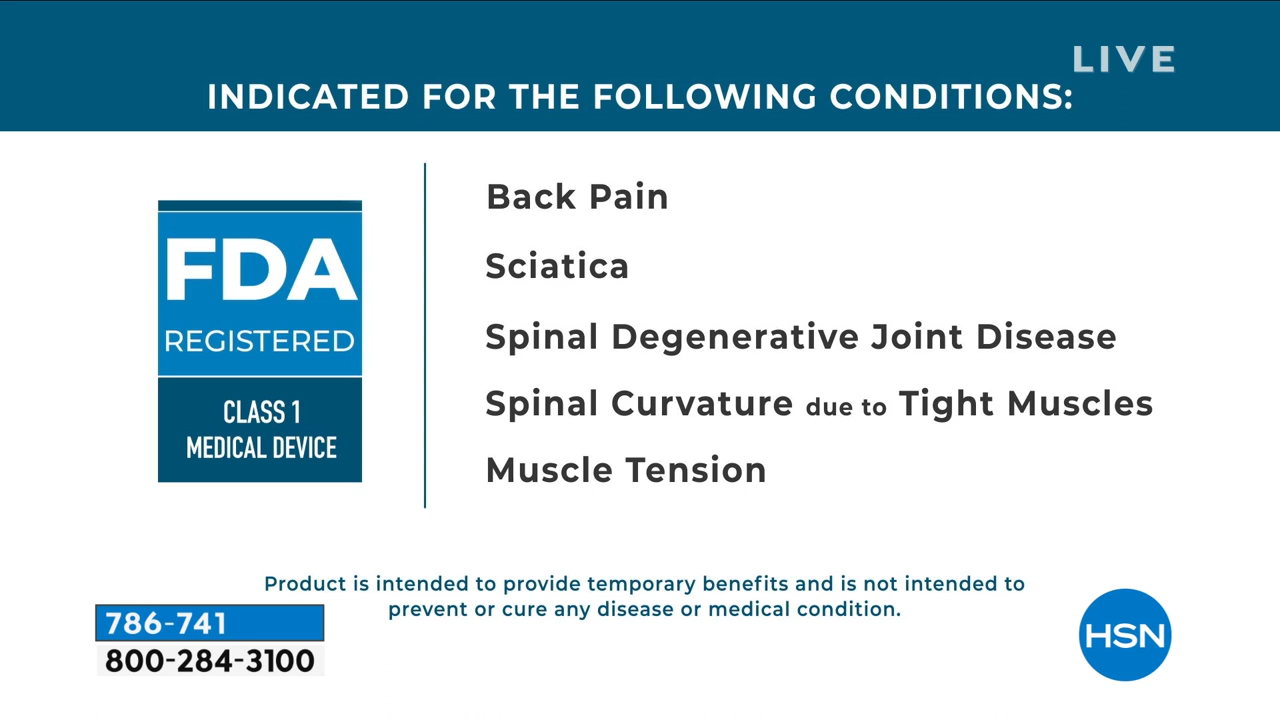 LIVE
INDICATED FOR THE FOLLOWING CONDITIONS:
FDA
REGISTERED
CLASS 1
MEDICAL DEVICE
Back Pain
Sciatica
Spinal Degenerative Joint Disease
Spinal Curvature due to Tight Muscles
Muscle Tension
Product is intended to provide temporary benefits and is not intended to
prevent or cure any disease or medical condition.
786-741
800-284-3100
HSN